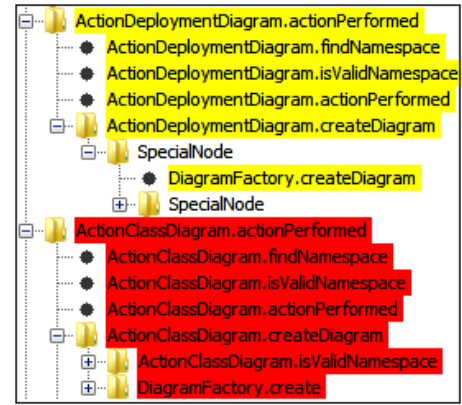 ActionDeploymentDiagram.actionPerformed
ActionDeploymentDiagram.findNamespace
ActionDeploymentDiagram.isValidNamespace
ActionDeploymentDiagram.actionPerformed
ActionDeploymentDiagram.createDiagram
SpecialNode
DiagramFactory.createDiagram
SpecialNode
ActionClassDiagram.actionPerformed
ActionClassDiagram.findNamespace
ActionClassDiagram.isValidNamespace
ActionClassDiagram.actionPerformed
ActionClassDiagram.createDiagram
ActionClassDiagram.isValidNamespace
DiagramFactory.create